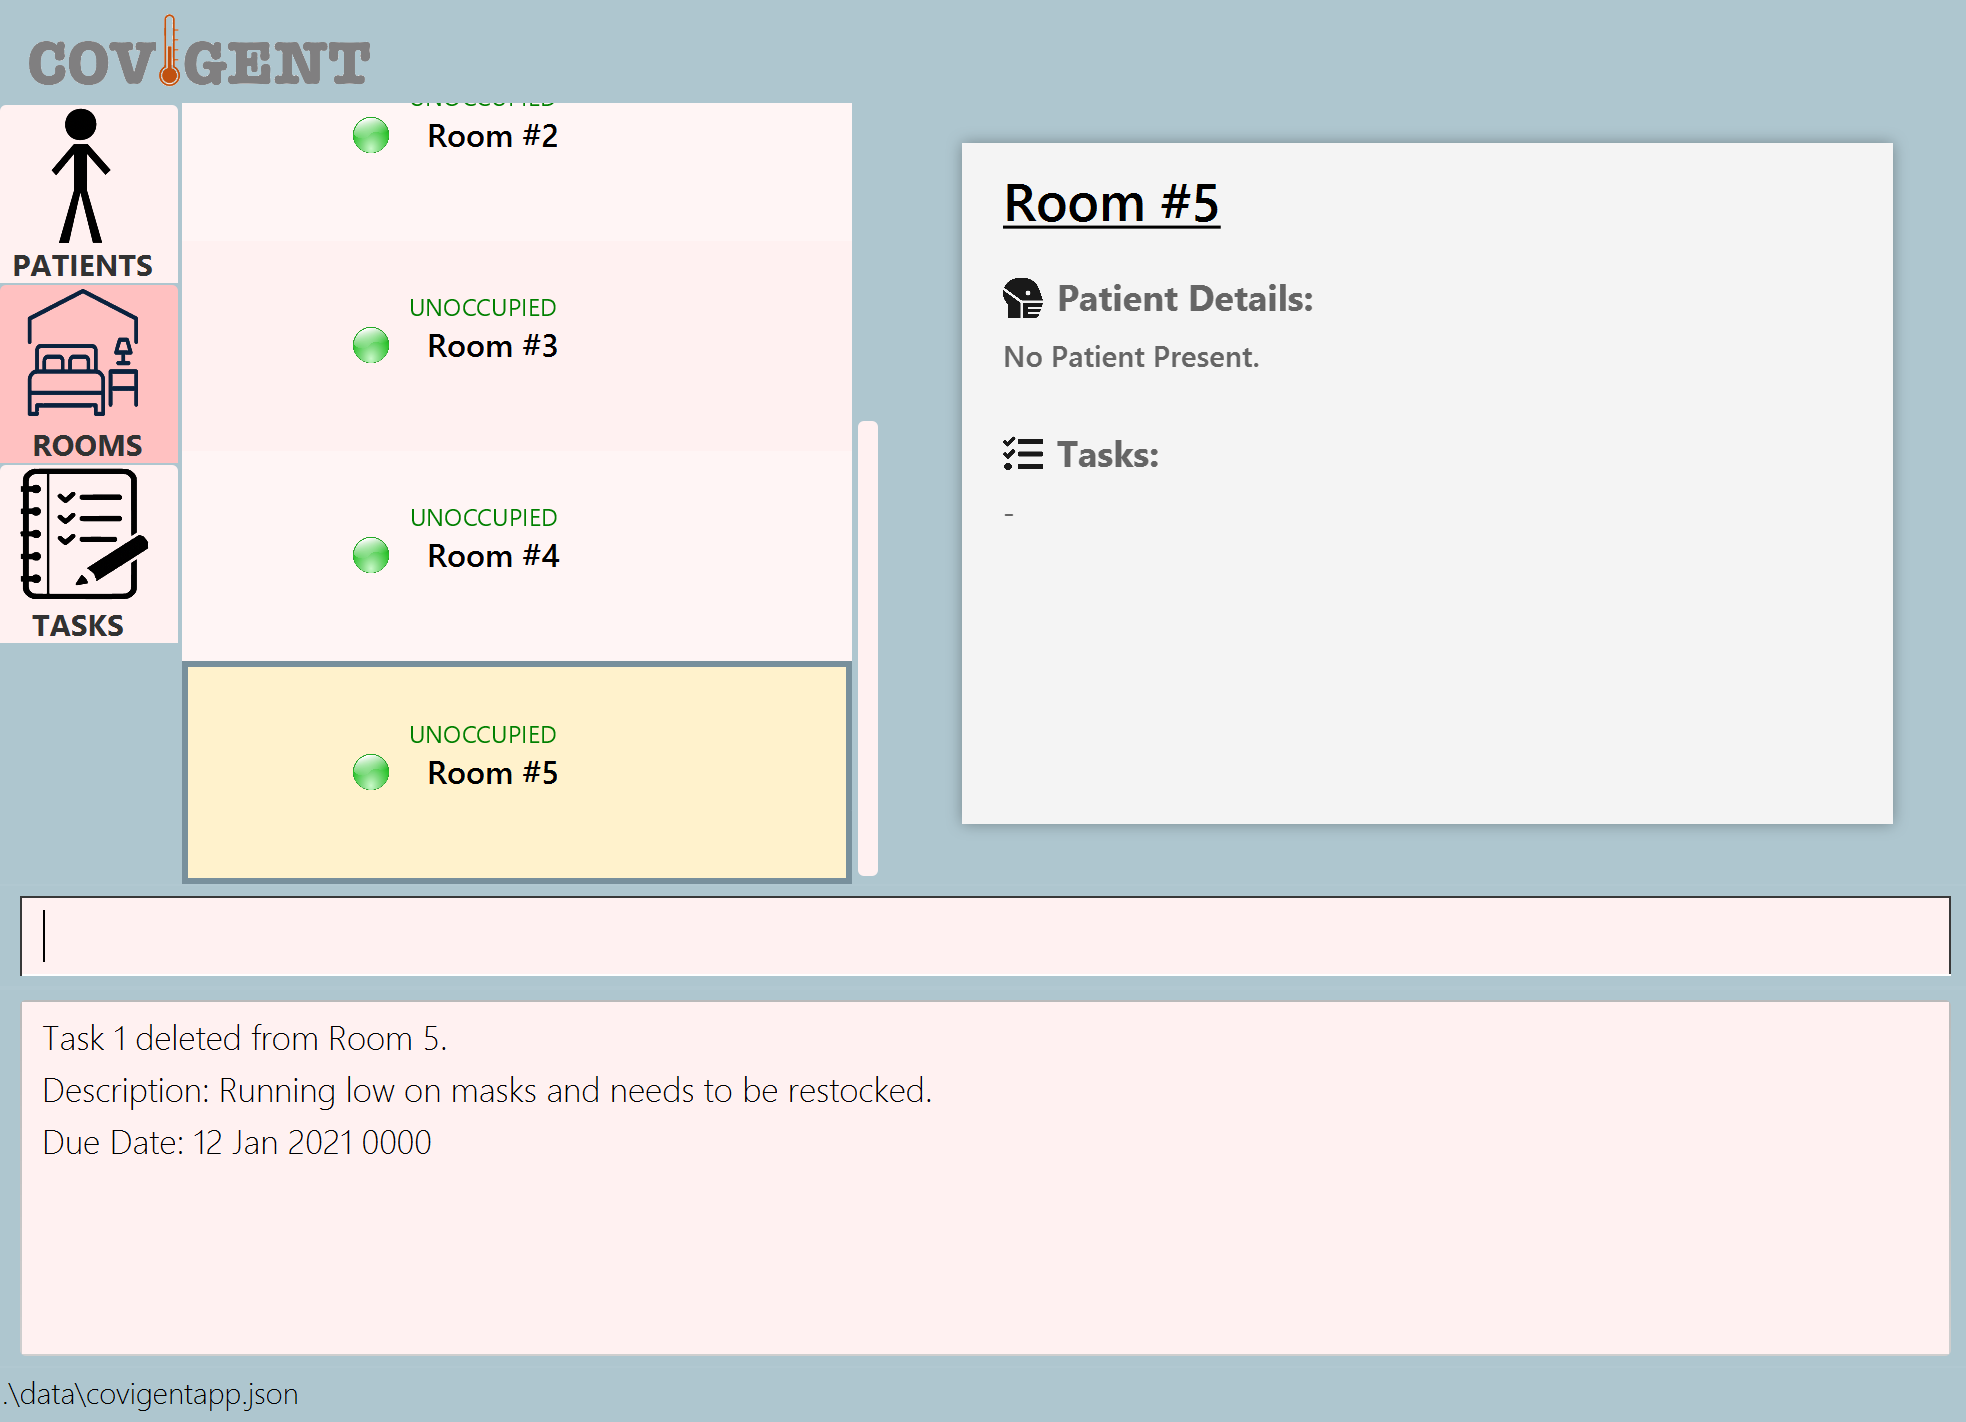 COVIGENT
PATIENTS
ROOMS
TASKS
UNOCCUPIED
Room #2
UNOCCUPIED
Room #3
UNOCCUPIED
Room #4
UNOCCUPIED
Room #5
Room #5
Patient Details:
No Patient Present.
Tasks:
-
Task 1 deleted from Room 5.
Description: Running low on masks and needs to be restocked.
Due Date: 12 Jan 2021 0000
.\data\covigentapp.json